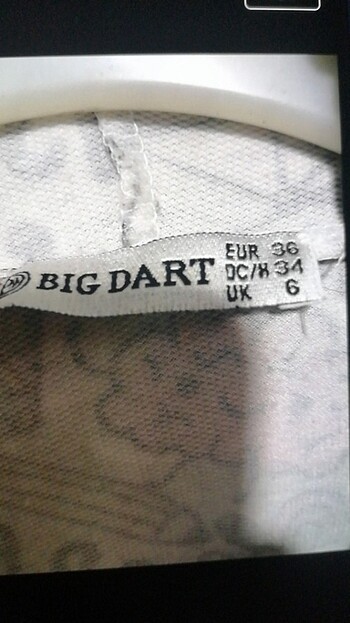 BIG DART
EUR 36
DC/H 34
UK 6